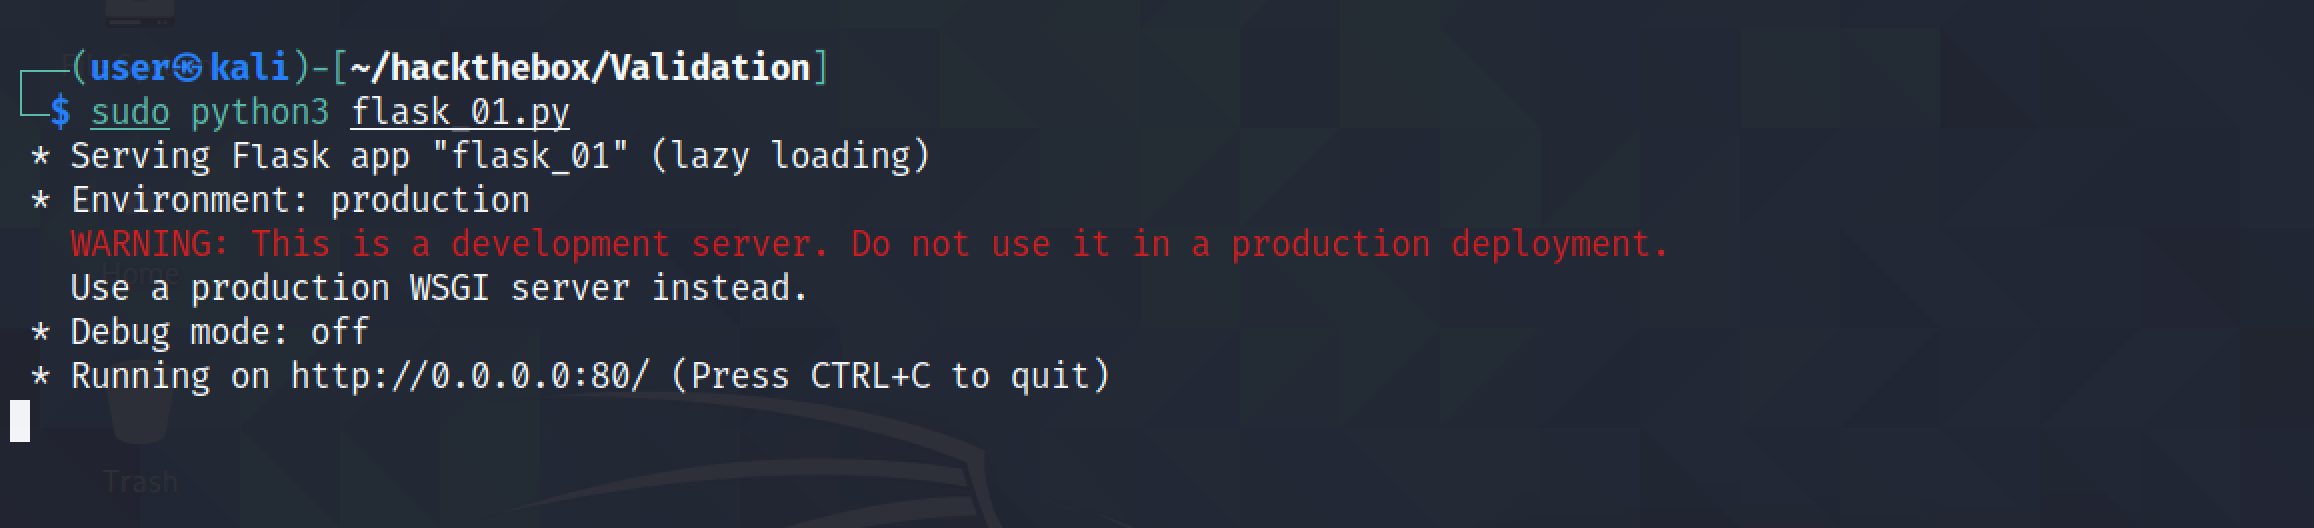 ┌──(user㉿kali)-[~/hackthebox/Validation]
└─$ sudo python3 flask_01.py
* Serving Flask app "flask_01" (lazy loading)
* Environment: production
WARNING: This is a development server. Do not use it in a production deployment.
Home
Use a production WSGI server instead.
* Debug mode: off
* Running on http://0.0.0.0:80/ (Press CTRL+C to quit)
Trash